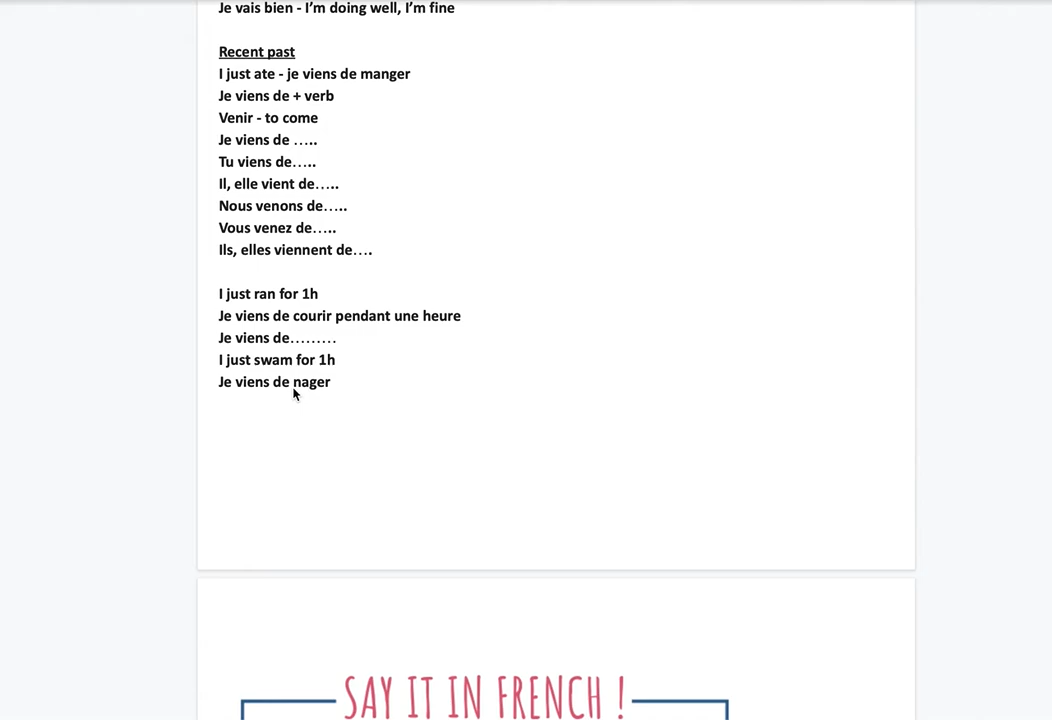 Je vais bien - I’m doing well, I’m fine
Recent past
I just ate - je viens de manger
Je viens de + verb
Venir - to come
Je viens de …..
Tu viens de…..
Il, elle vient de…..
Nous venons de…..
Vous venez de…..
Ils, elles viennent de….
I just ran for 1h
Je viens de courir pendant une heure
Je viens de………
I just swam for 1h
Je viens de nager
SAY IT IN FRENCH !